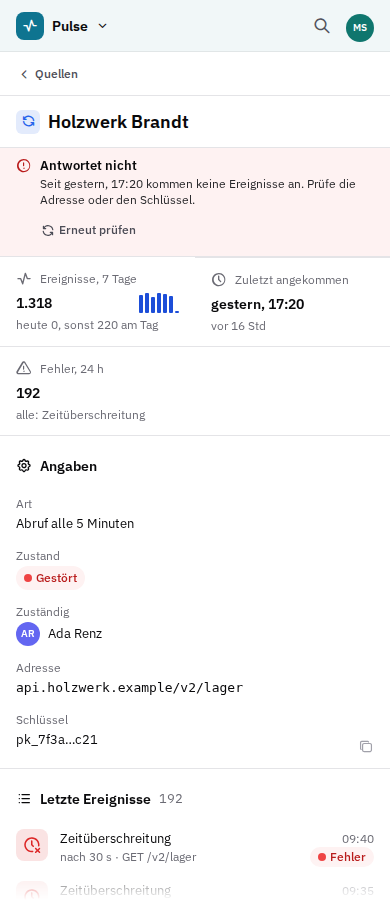 Pulse
MS
Quellen
Holzwerk Brandt
Antwortet nicht
Seit gestern, 17:20 kommen keine Ereignisse an. Prüfe die
Adresse oder den Schlüssel.
Erneut prüfen
Ereignisse, 7 Tage
1.318
heute 0, sonst 220 am Tag
Zuletzt angekommen
gestern, 17:20
vor 16 Std
Fehler, 24 h
192
alle: Zeitüberschreitung
Angaben
Art
Abruf alle 5 Minuten
Zustand
Gestört
Zuständig
AR Ada Renz
Adresse
api.holzwerk.example/v2/lager
Schlüssel
pk_7f3a…c21
Letzte Ereignisse 192
Zeitüberschreitung 09:40
nach 30 s · GET /v2/lager Fehler
Zeitüberschreitung 09:35